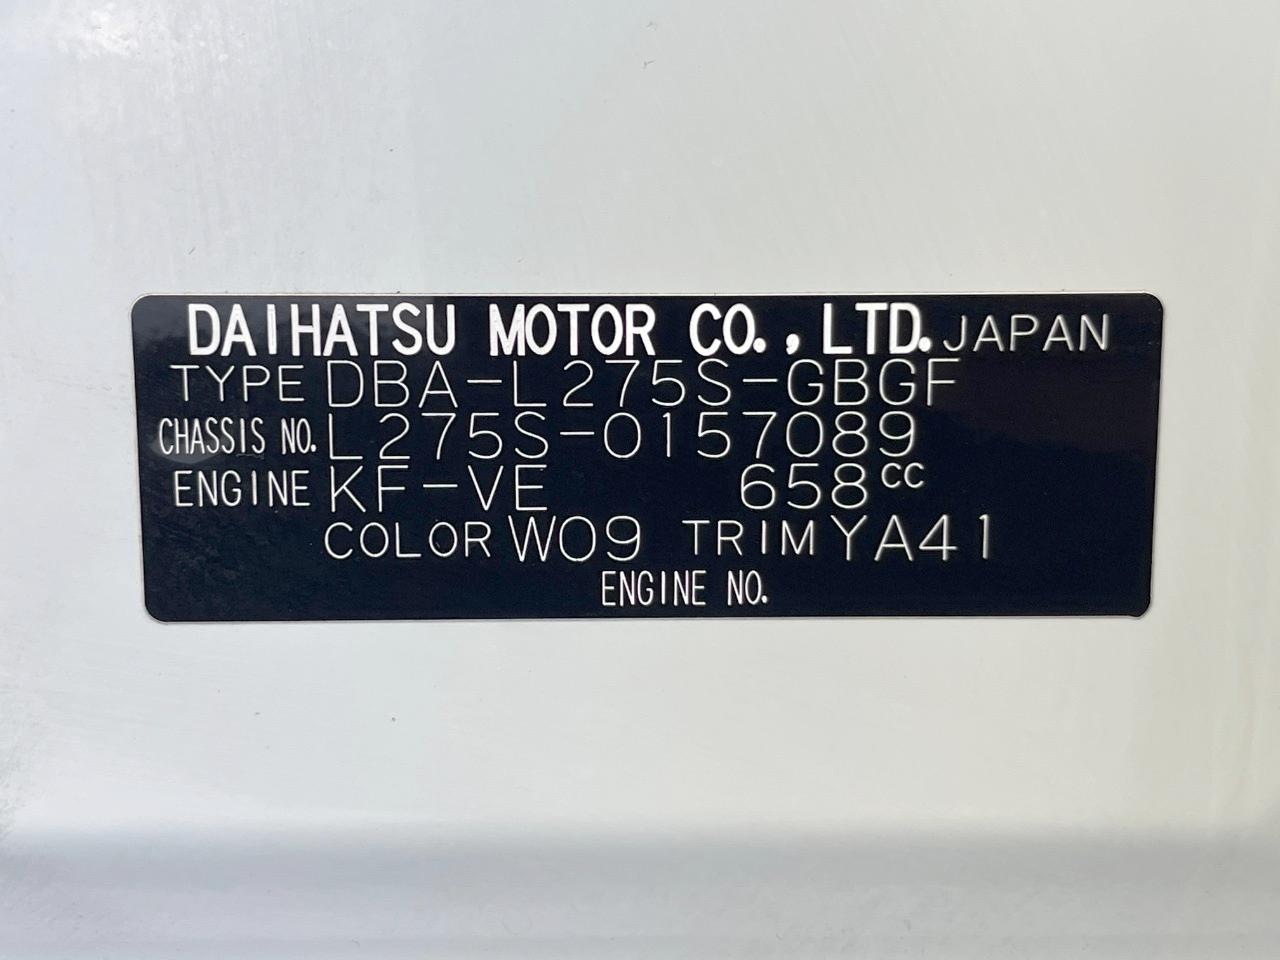 DAIHATSU MOTOR CO., LTD. JAPAN
TYPE DBA-L275S-GBGF
CHASSIS NO. L275S-0157089
ENGINE KF-VE 658cc
COLOR W09 TRIM YA41
ENGINE NO.